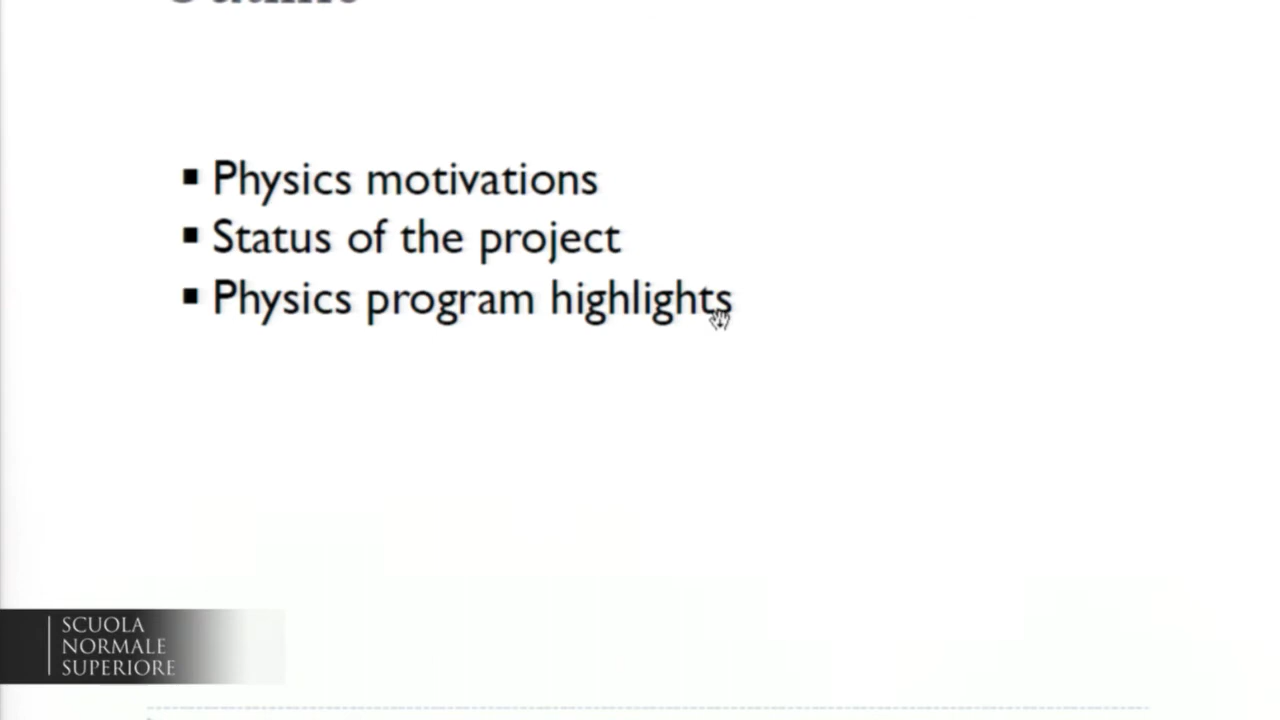 Physics motivations
Status of the project
Physics program highlights
SCUOLA
NORMALE
SUPERIORE